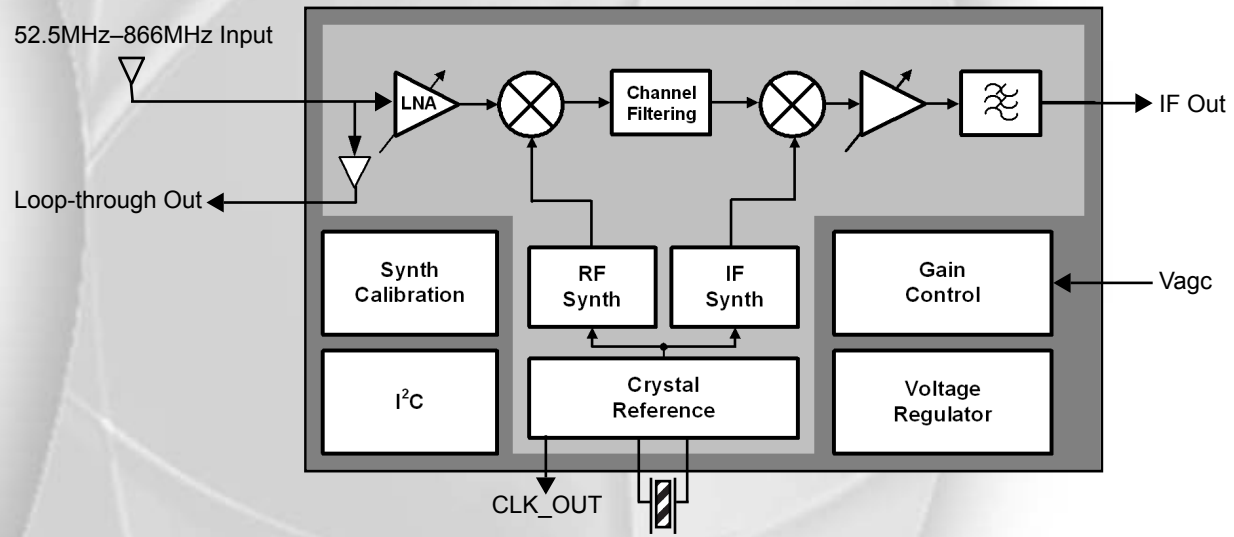 52.5MHz–866MHz Input
LNA
Channel
Filtering
IF Out
Loop-through Out
Synth
Calibration
RF
Synth
IF
Synth
Gain
Control
Vagc
I²C
Crystal
Reference
Voltage
Regulator
CLK_OUT